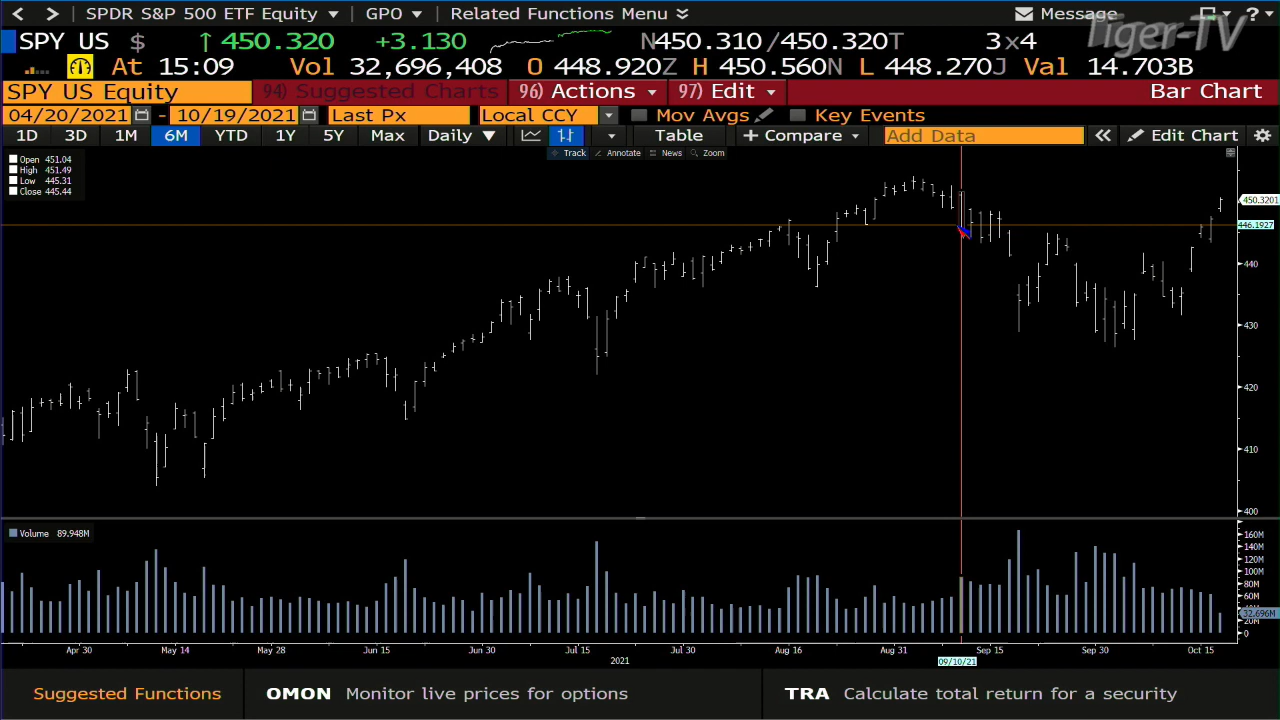 SPDR S&P 500 ETF Equity GPO Related Functions Menu Message ?
Tiger-TV
SPY US $ ↑ 450.320 +3.130 N450.310/450.320T 3x4
At 15:09 Vol 32,696,408 O 448.920Z H 450.560N L 448.270J Val 14.703B
SPY US Equity 94) Suggested Charts 96) Actions 97) Edit Bar Chart
04/20/2021 - 10/19/2021 Last Px Local CCY Mov Avgs Key Events
1D 3D 1M 6M YTD 1Y 5Y Max Daily ▼ Table + Compare Add Data « Edit Chart
Track Annotate News Zoom
Open 451.04
High 451.49
Low 445.31
Close 445.44
450.3201
446.1927
440
430
420
410
400
Volume 89.948M
160M
140M
120M
100M
80M
60M
32.696M
20M
0
Apr 30 May 14 May 28 Jun 15 Jun 30 Jul 15 Jul 30 Aug 16 Aug 31 Sep 15 Sep 30 Oct 15
2021 09/10/21
Suggested Functions OMON Monitor live prices for options TRA Calculate total return for a security